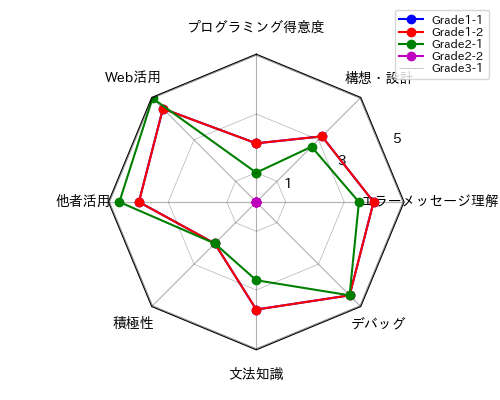 プログラミング得意度
Grade1-1
Grade1-2
Grade2-1
Grade2-2
Grade3-1
Web活用
構想・設計
5
3
1
他者活用
エラーメッセージ理解
積極性
デバッグ
文法知識